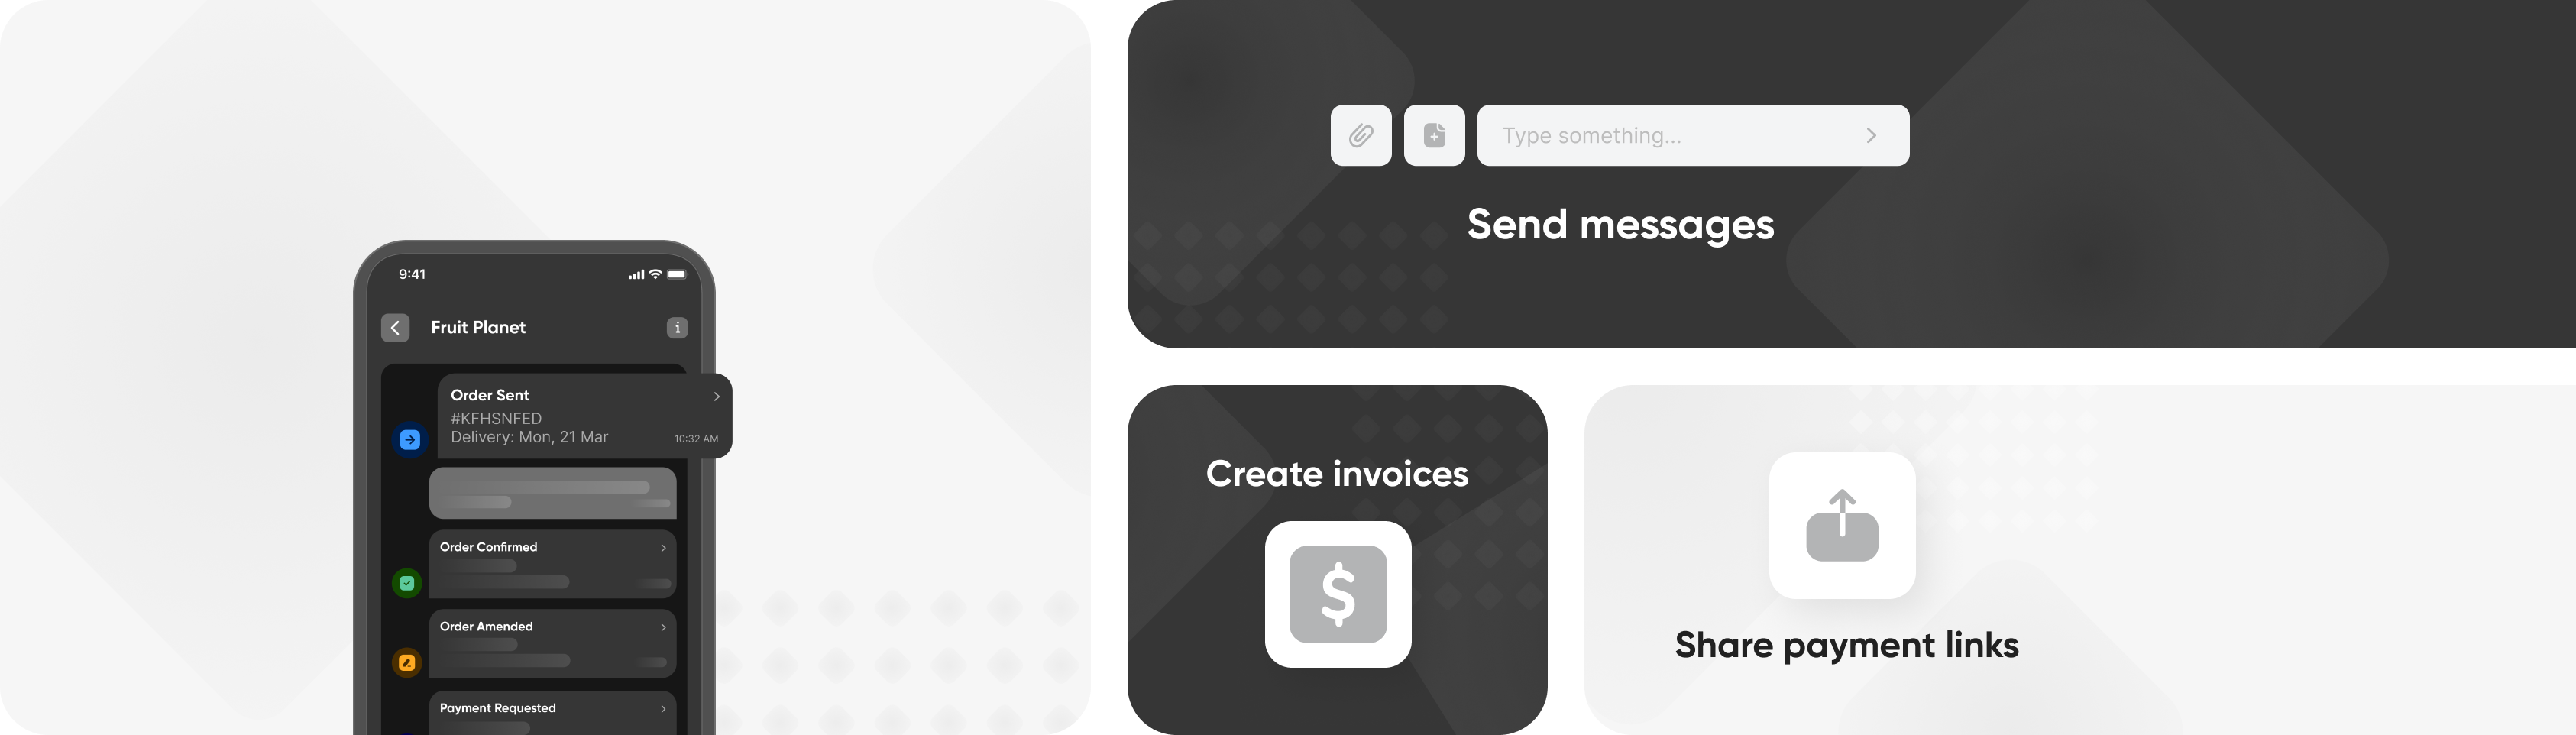 9:41
Fruit Planet
Order Sent
#KFHSNFED
Delivery: Mon, 21 Mar
10:32 AM
Order Confirmed
Order Amended
Payment Requested
Type something...
Send messages
Create invoices
$
Share payment links